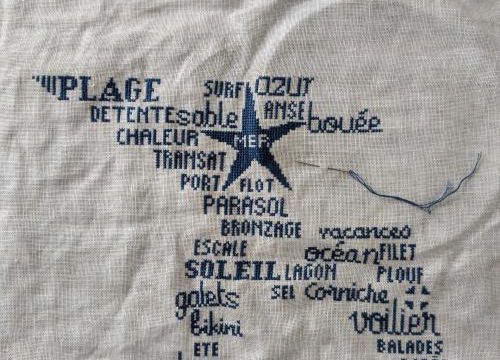 PLAGE SURF azur
DETENTE sable ANSE bouée
CHALEUR MER
TRANSAT
PORT FLOT
PARASOL
BRONZAGE vacances
ESCALE océan FILET
SOLEIL LAGON PLOUF
galets SEL Corniche
bikini voilier
ETE BALADES